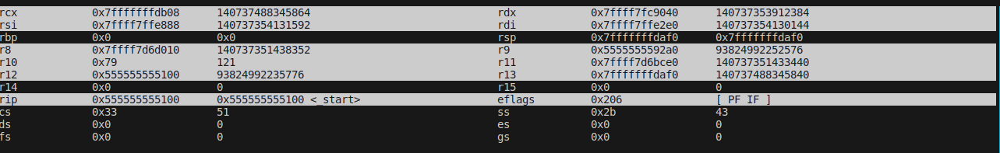 rcx 0x7fffffffdb08 140737488345864 rdx 0x7ffff7fc9040 140737353912384
rsi 0x7ffff7ffe888 140737354131592 rdi 0x7ffff7ffe2e0 140737354130144
rbp 0x0 0x0 rsp 0x7fffffffdaf0 0x7fffffffdaf0
r8 0x7ffff7d6d010 140737351438352 r9 0x5555555592a0 93824992252576
r10 0x79 121 r11 0x7ffff7d6bce0 140737351433440
r12 0x555555555100 93824992235776 r13 0x7fffffffdaf0 140737488345840
r14 0x0 0 r15 0x0 0
rip 0x555555555100 0x555555555100 <_start> eflags 0x206 [ PF IF ]
cs 0x33 51 ss 0x2b 43
ds 0x0 0 es 0x0 0
fs 0x0 0 gs 0x0 0